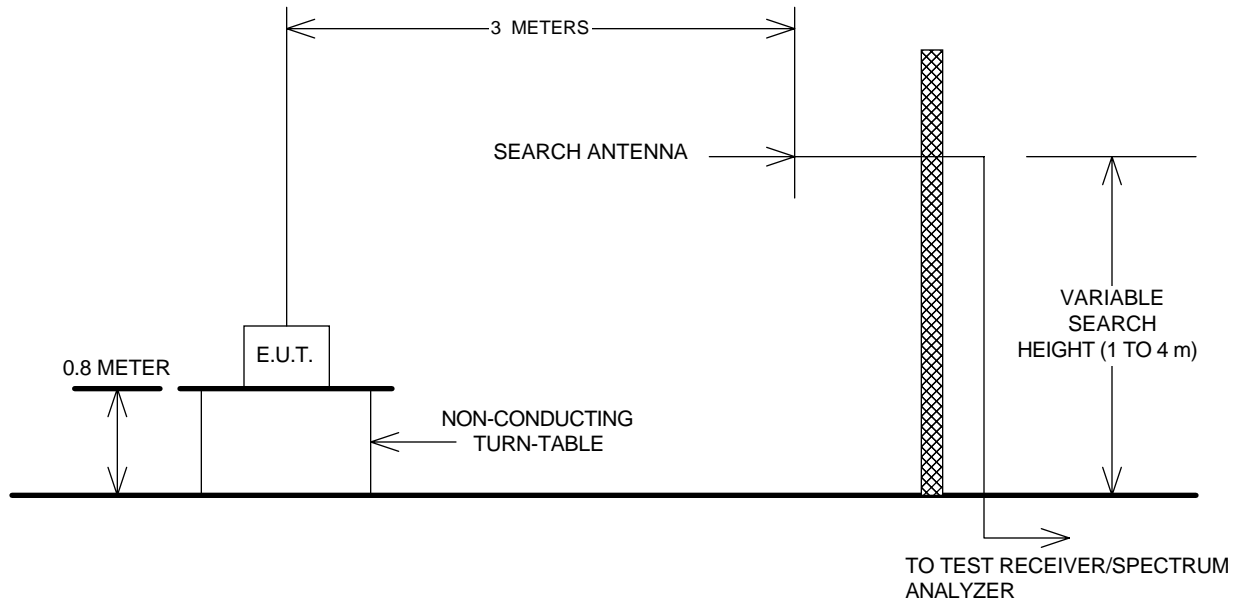 3 METERS
SEARCH ANTENNA
E.U.T.
0.8 METER
NON-CONDUCTING
TURN-TABLE
VARIABLE
SEARCH
HEIGHT (1 TO 4 m)
TO TEST RECEIVER/SPECTRUM
ANALYZER